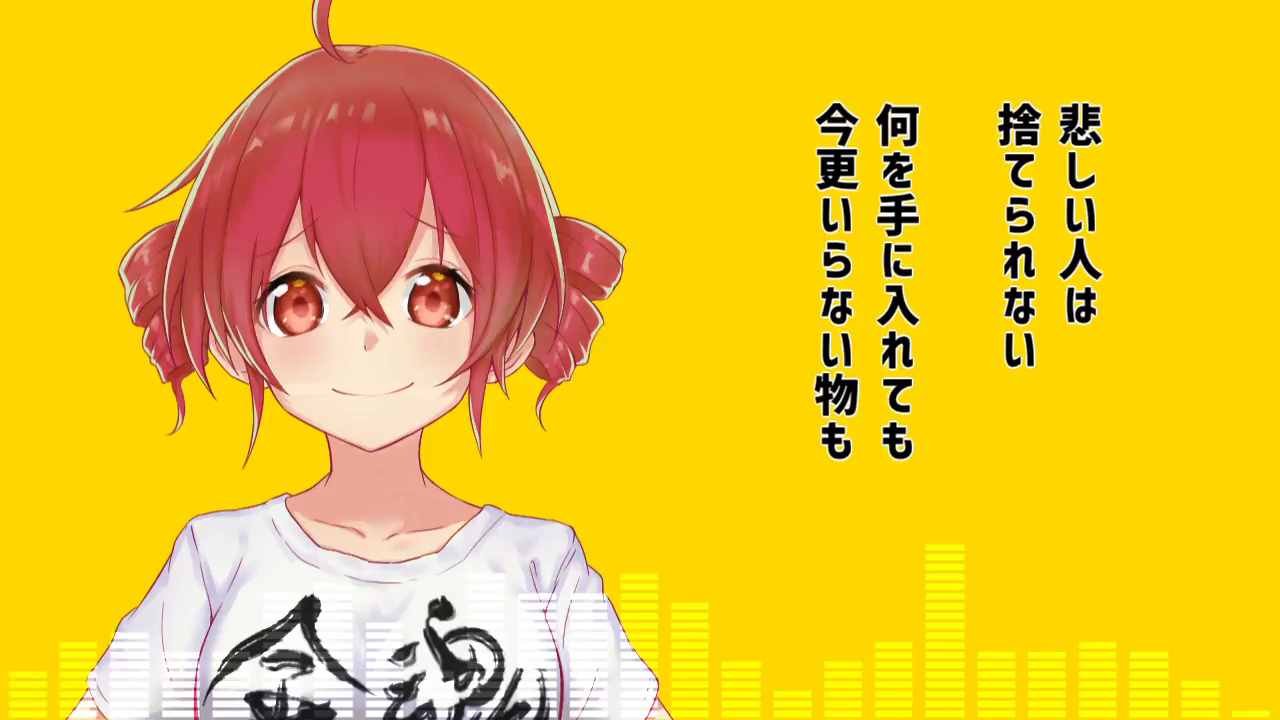 悲しい人は
捨てられない
何を手に入れても
今更いらない物も